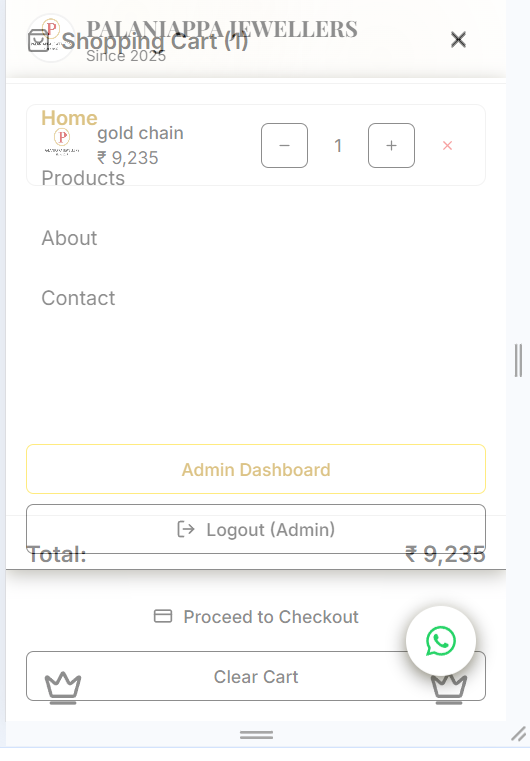 PALANIAPPA JEWELLERS
Shopping Cart (1)
Since 2025
Home
gold chain
₹ 9,235
1
Products
About
Contact
Admin Dashboard
Logout (Admin)
Total: ₹ 9,235
Proceed to Checkout
Clear Cart